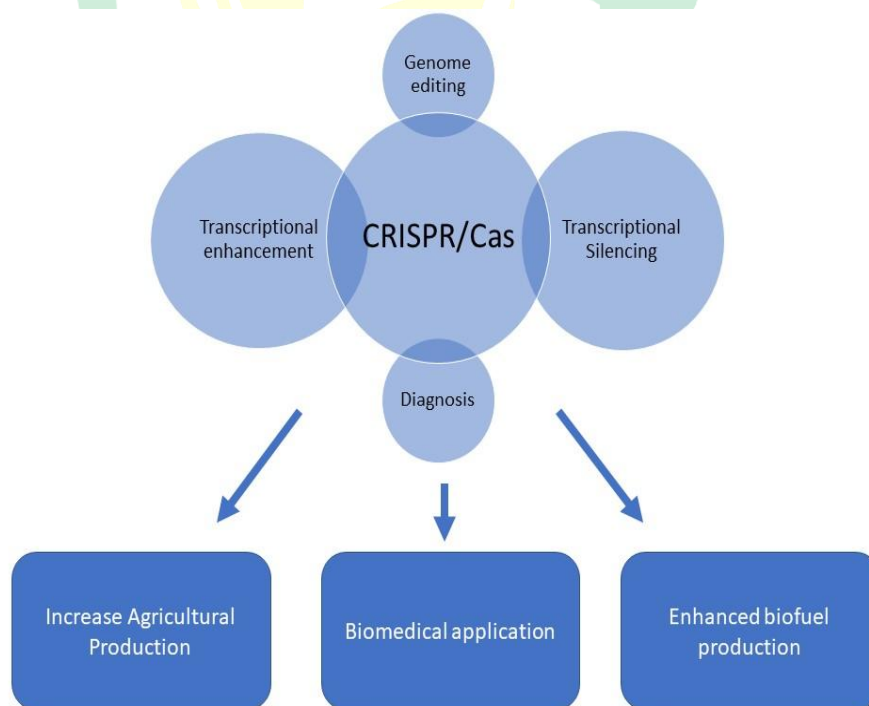 Genome
editing
Transcriptional
enhancement
CRISPR/Cas
Transcriptional
Silencing
Diagnosis
Increase Agricultural
Production
Biomedical application
Enhanced biofuel
production